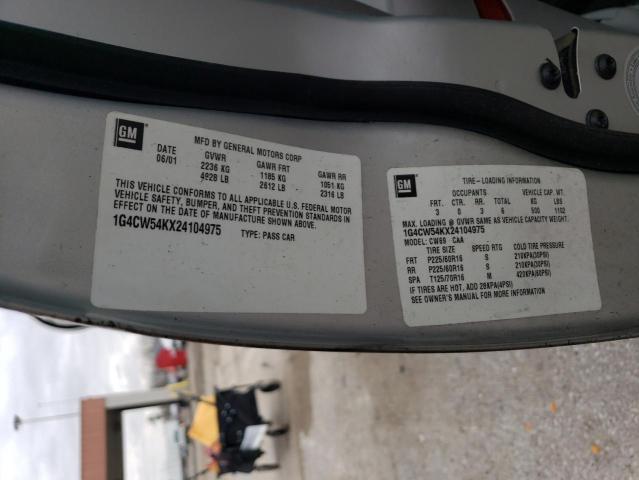 GM
MFD BY GENERAL MOTORS CORP
DATE GVWR GAWR FRT GAWR RR
06/01 2236 KG 1185 KG 1051 KG
4928 LB 2612 LB 2316 LB
THIS VEHICLE CONFORMS TO ALL APPLICABLE U.S. FEDERAL MOTOR
VEHICLE SAFETY, BUMPER, AND THEFT PREVENTION STANDARDS IN
EFFECT ON THE DATE OF MANUFACTURE SHOWN ABOVE.
1G4CW54KX24104975 TYPE: PASS CAR
GM
TIRE-LOADING INFORMATION
OCCUPANTS VEHICLE CAP. WT.
FRT. CTR. RR. TOTAL KG LBS
3 0 3 6 500 1102
MAX. LOADING @ GVWR SAME AS VEHICLE CAPACITY WEIGHT.
1G4CW54KX24104975
MODEL: CW69 CAA
TIRE SIZE SPEED RTG COLD TIRE PRESSURE
FRT P225/60R16 S 210KPA(30PSI)
RR P225/60R16 S 210KPA(30PSI)
SPA T125/70R16 M 420KPA(60PSI)
IF TIRES ARE HOT, ADD 28KPA(4PSI)
SEE OWNER'S MANUAL FOR MORE INFORMATION